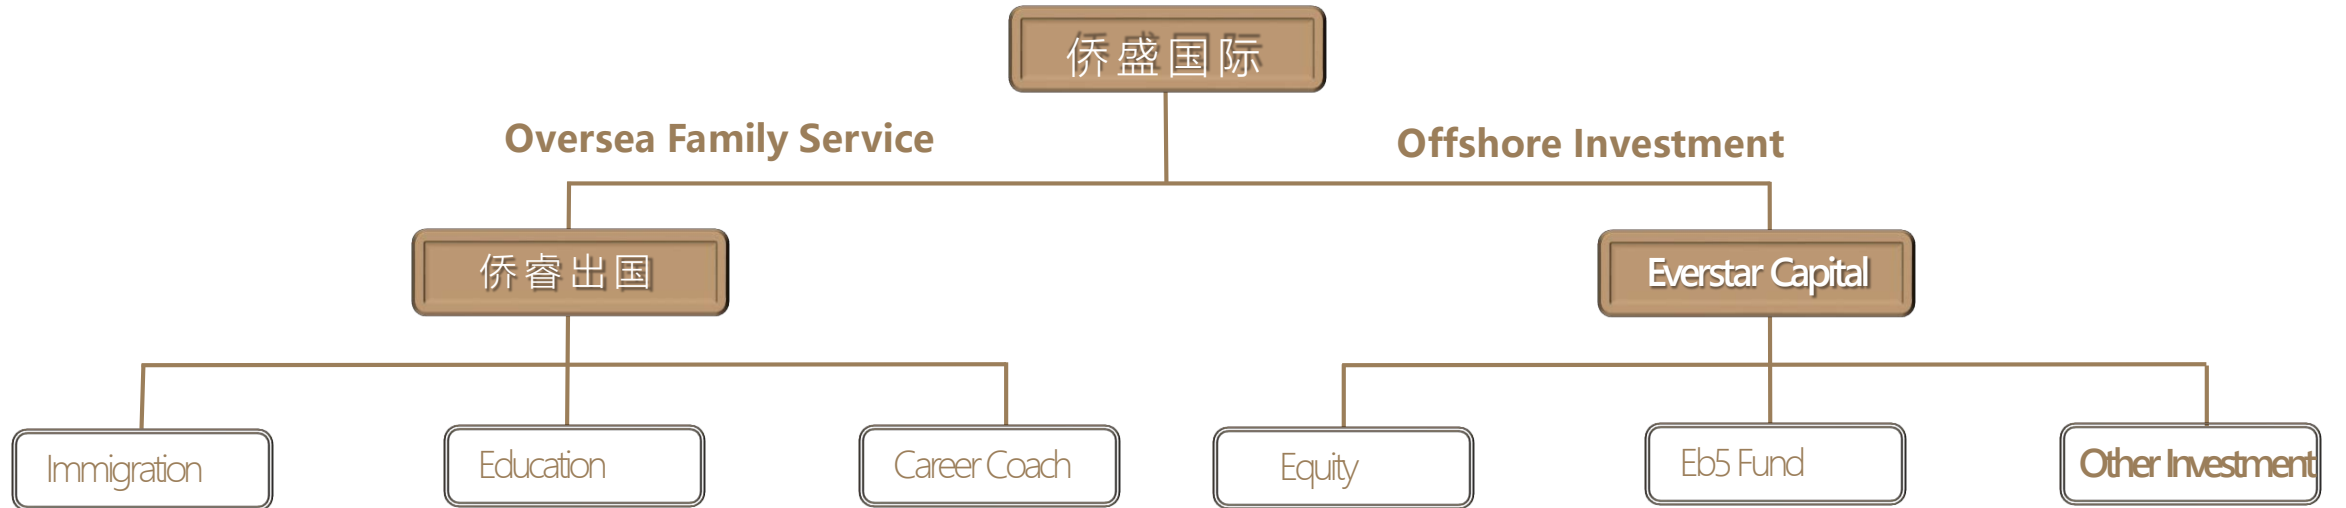 侨盛国际
Oversea Family Service
Offshore Investment
侨睿出国
Everstar Capital
Immigration
Education
Career Coach
Equity
Eb5 Fund
Other Investment